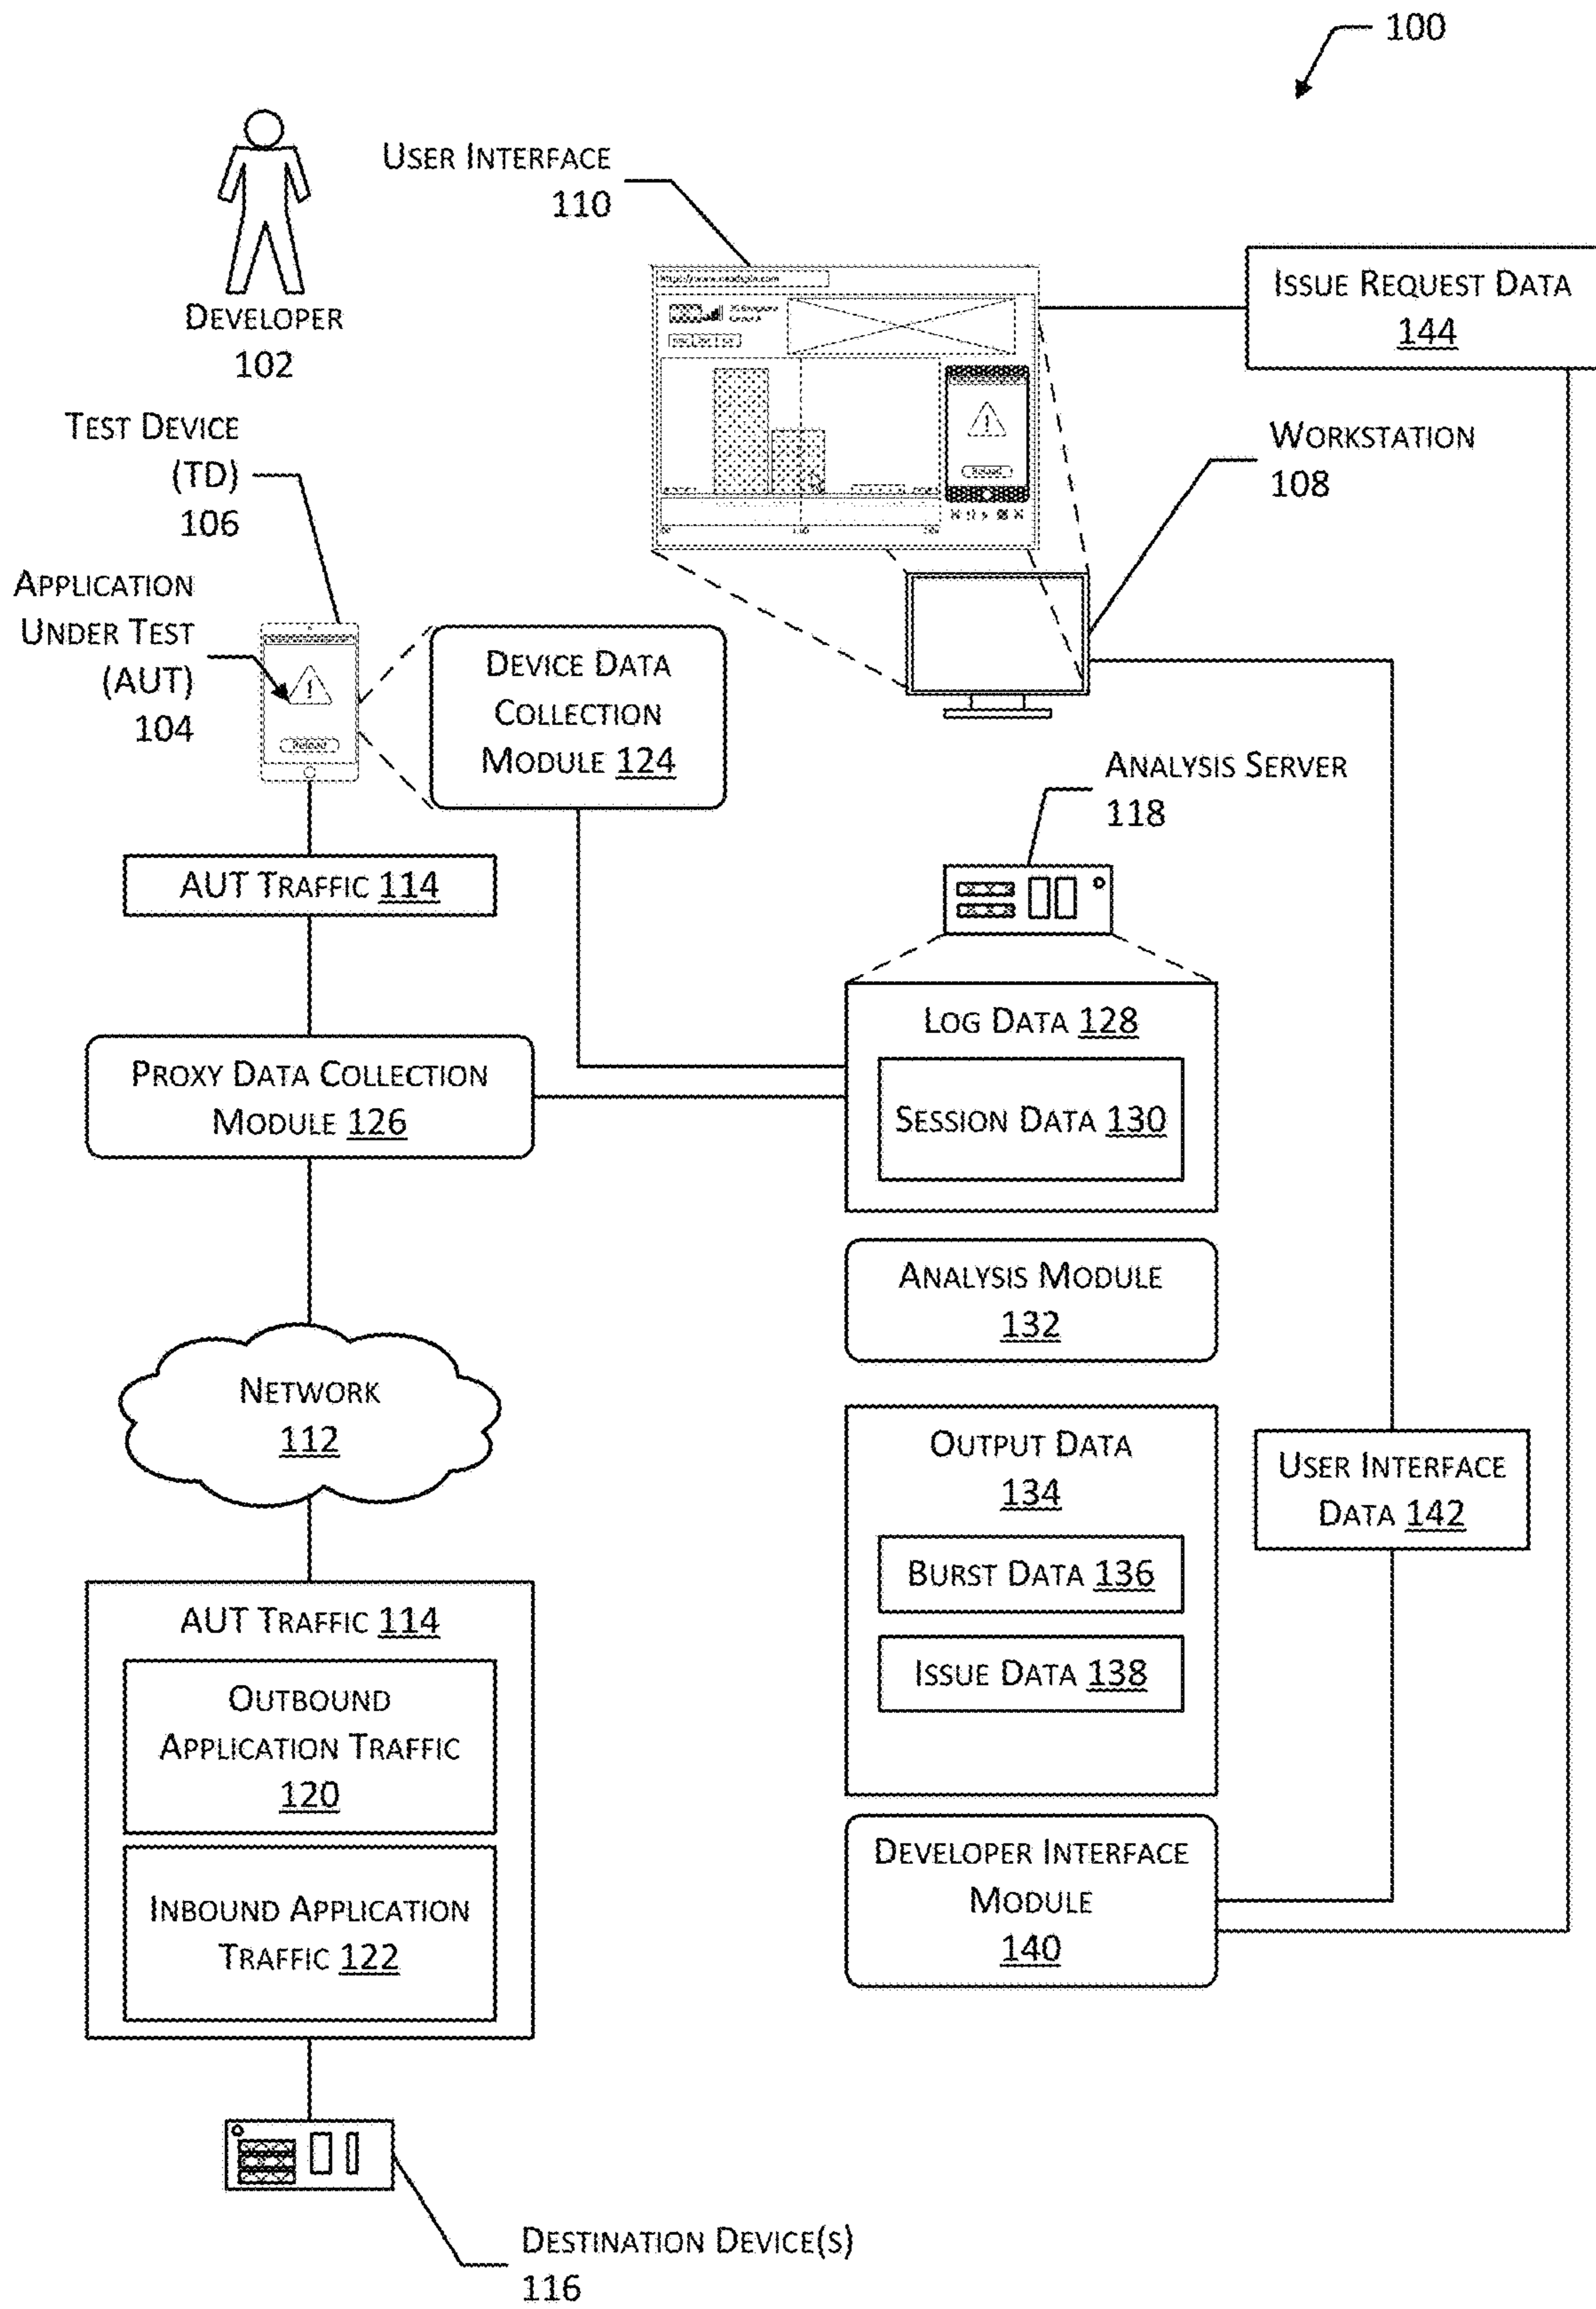 100
USER INTERFACE
110
DEVELOPER
102
ISSUE REQUEST DATA
144
TEST DEVICE
(TD)
106
WORKSTATION
108
APPLICATION
UNDER TEST
(AUT)
104
Reload
Reload
DEVICE DATA
COLLECTION
MODULE 124
ANALYSIS SERVER
118
AUT TRAFFIC 114
LOG DATA 128
SESSION DATA 130
PROXY DATA COLLECTION
MODULE 126
ANALYSIS MODULE
132
NETWORK
112
OUTPUT DATA
134
BURST DATA 136
ISSUE DATA 138
USER INTERFACE
DATA 142
AUT TRAFFIC 114
OUTBOUND
APPLICATION TRAFFIC
120
INBOUND APPLICATION
TRAFFIC 122
DEVELOPER INTERFACE
MODULE
140
DESTINATION DEVICE(S)
116